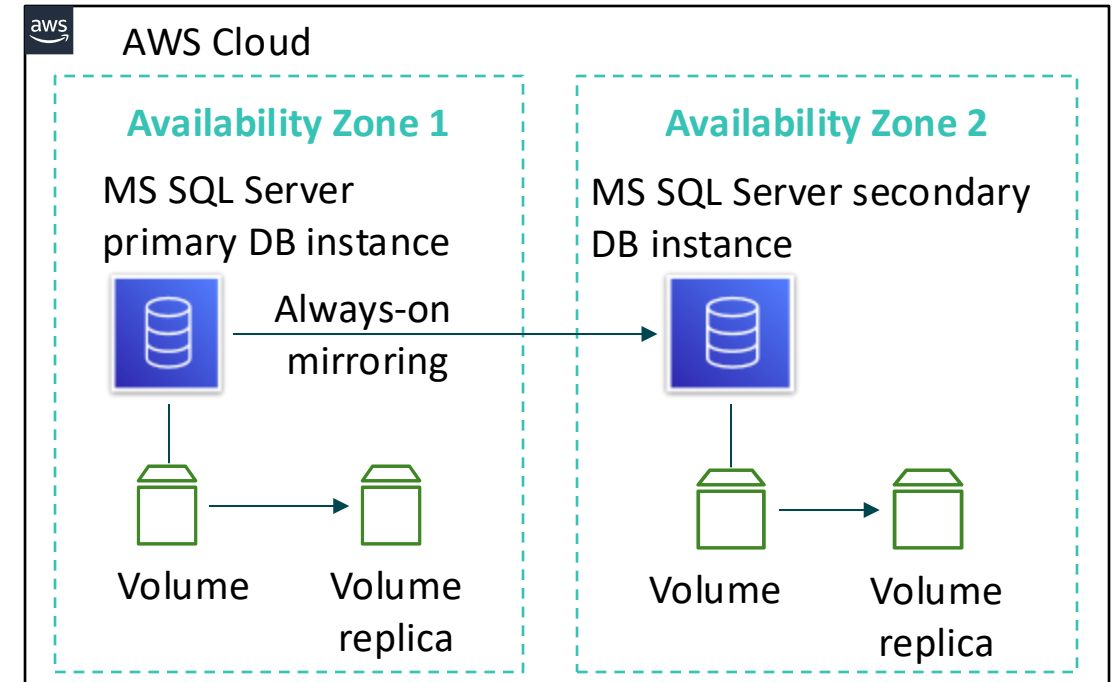 aws
AWS Cloud
Availability Zone 1
MS SQL Server
primary DB instance
Always-on
mirroring
Volume
Volume
replica
Availability Zone 2
MS SQL Server secondary
DB instance
Volume
Volume
replica